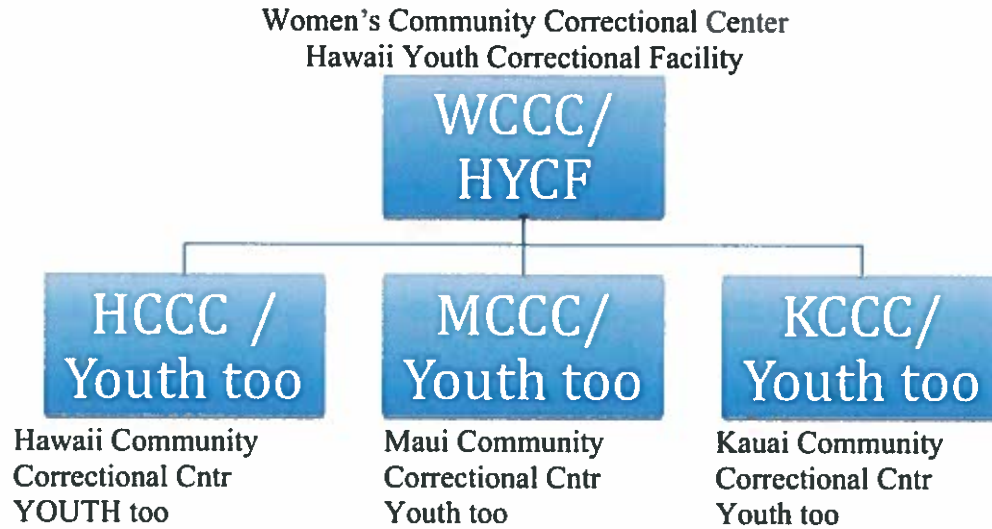 Women's Community Correctional Center
Hawaii Youth Correctional Facility
WCCC/
HYCF
HCCC /
Youth too
MCCC/
Youth too
KCCC/
Youth too
Hawaii Community
Correctional Cntr
YOUTH too
Maui Community
Correctional Cntr
Youth too
Kauai Community
Correctional Cntr
Youth too